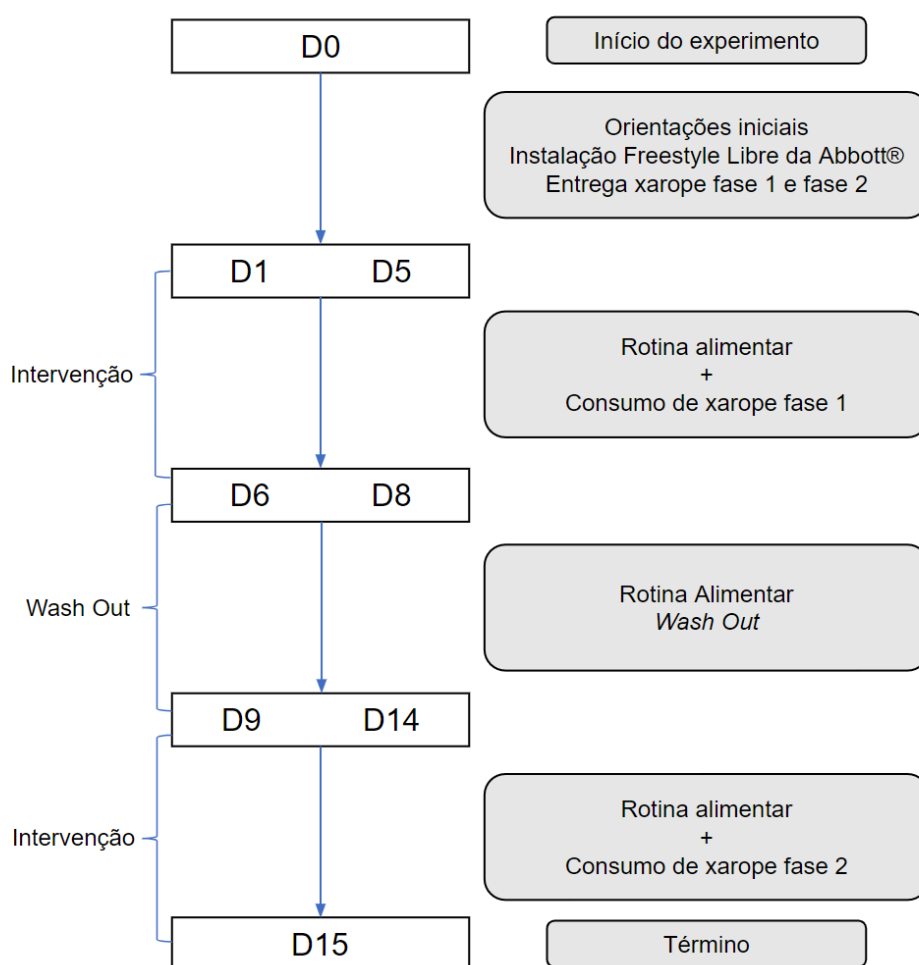 D0
Início do experimento
Orientações iniciais
Instalação Freestyle Libre da Abbott®
Entrega xarope fase 1 e fase 2
D1 D5
Intervenção
Rotina alimentar
+
Consumo de xarope fase 1
D6 D8
Wash Out
Rotina Alimentar
Wash Out
D9 D14
Intervenção
Rotina alimentar
+
Consumo de xarope fase 2
D15
Término